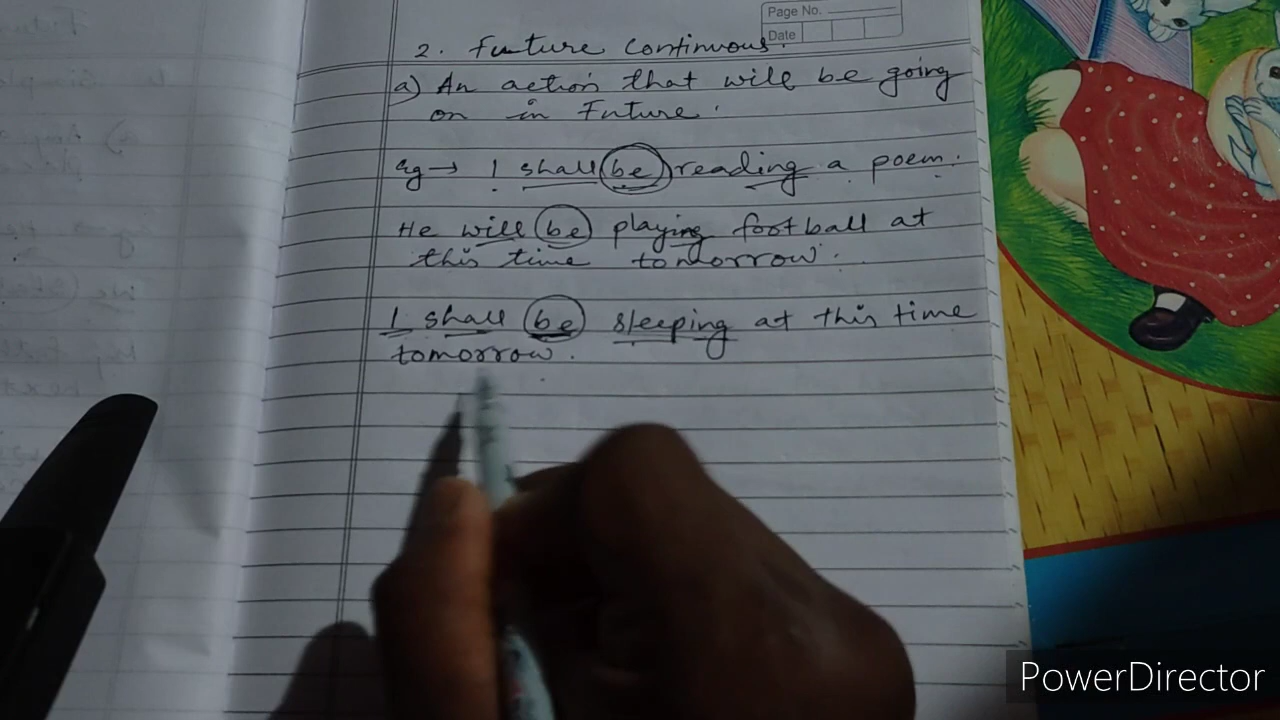 Page No.
Date
2. Future Continuous.
a) An action that will be going
on in Future.
eg → I shall be reading a poem.
He will be playing football at
this time tomorrow.
I shall be sleeping at this time
tomorrow.
PowerDirector